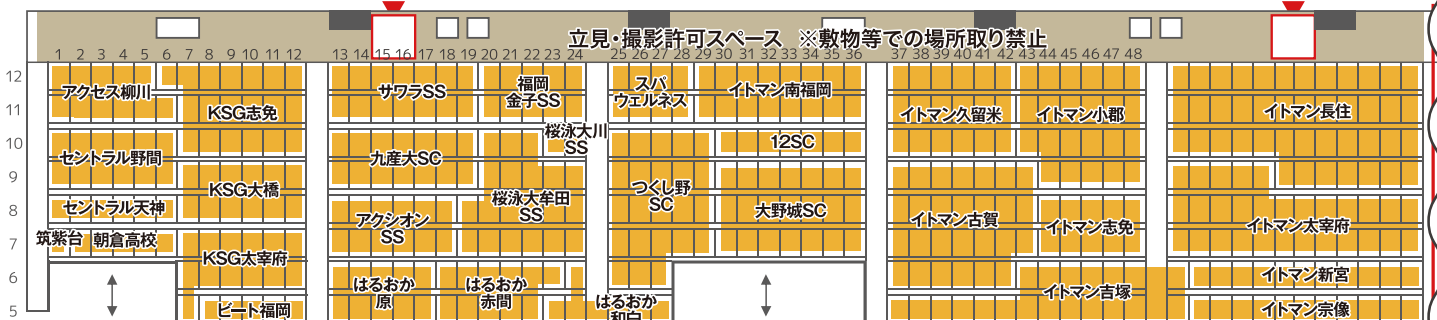 立見・撮影許可スペース ※敷物等での場所取り禁止
1 2 3 4 5 6 7 8 9 10 11 12 13 14 15 16 17 18 19 20 21 22 23 24 25 26 27 28 29 30 31 32 33 34 35 36 37 38 39 40 41 42 43 44 45 46 47 48
12
アクセス柳川
サワラSS
福岡
金子SS
スパ
ウェルネス
イトマン南福岡
11
KSG志免
イトマン久留米
イトマン小郡
イトマン長住
10
桜泳大川
SS
12SC
セントラル野間
九産大SC
9
KSG大橋
桜泳大牟田
SS
つくし野
SC
8
セントラル天神
アクシオン
SS
大野城SC
イトマン古賀
イトマン志免
イトマン太宰府
7
筑紫台
朝倉高校
KSG太宰府
6
はるおか
原
はるおか
赤間
イトマン吉塚
イトマン新宮
5
ビート福岡
はるおか
和白
イトマン宗像